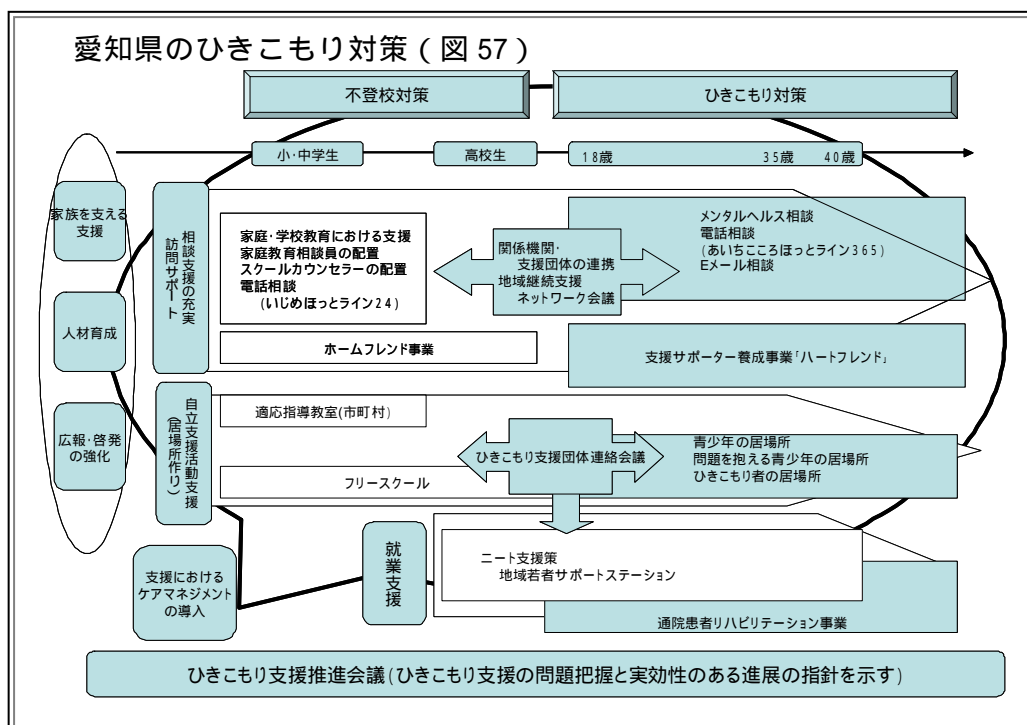 愛知県のひきこもり対策(図57)
不登校対策
ひきこもり対策
小・中学生
高校生
18歳
35歳
40歳
家族を支える
支援
人材育成
広報・啓発
の強化
相談支援の充実
訪問サポート
家庭・学校教育における支援
家庭教育相談員の配置
スクールカウンセラーの配置
電話相談
(いじめほっとライン24)
関係機関・
支援団体の連携
地域継続支援
ネットワーク会議
メンタルヘルス相談
電話相談
(あいちこころほっとライン365)
Eメール相談
ホームフレンド事業
支援サポーター養成事業「ハートフレンド」
自立支援活動支援
(居場所作り)
適応指導教室(市町村)
フリースクール
ひきこもり支援団体連絡会議
青少年の居場所
問題を抱える青少年の居場所
ひきこもり者の居場所
支援における
ケアマネジメント
の導入
就業支援
ニート支援策
地域若者サポートステーション
通院患者リハビリテーション事業
ひきこもり支援推進会議(ひきこもり支援の問題把握と実効性のある進展の指針を示す)